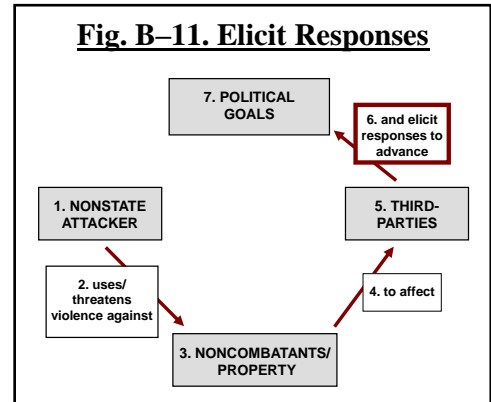 Fig. B–11. Elicit Responses
7. POLITICAL
GOALS
6. and elicit
responses to
advance
1. NONSTATE
ATTACKER
5. THIRD-
PARTIES
2. uses/
threatens
violence against
4. to affect
3. NONCOMBATANTS/
PROPERTY